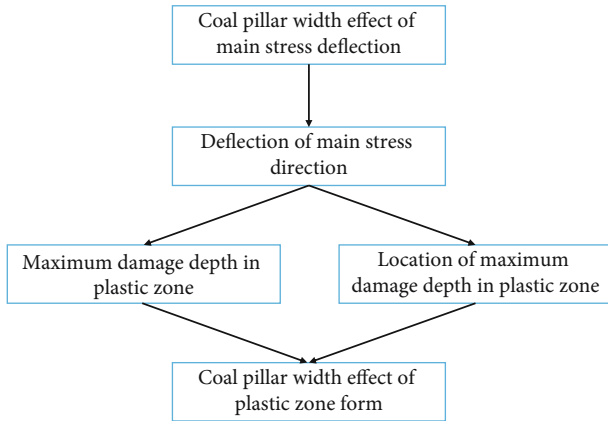 Coal pillar width effect of
main stress deflection
Deflection of main stress
direction
Maximum damage depth in
plastic zone
Location of maximum
damage depth in plastic zone
Coal pillar width effect of
plastic zone form